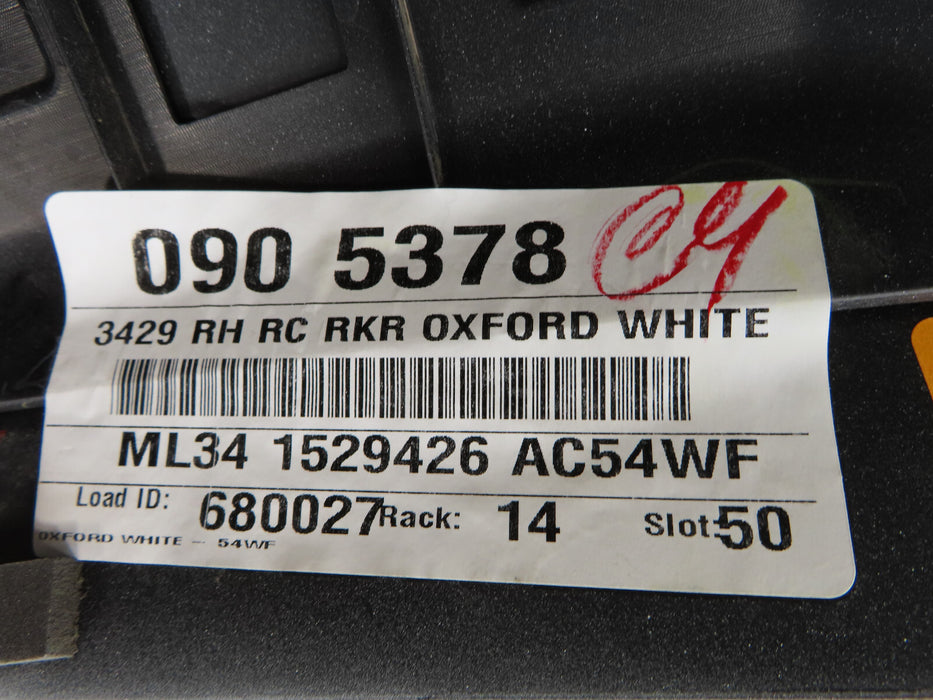 090 5378
3429 RH RC RKR OXFORD WHITE
ML34 1529426 AC54WF
Load ID: 680027 Rack: 14 Slot: 50
OXFORD WHITE - 54WF